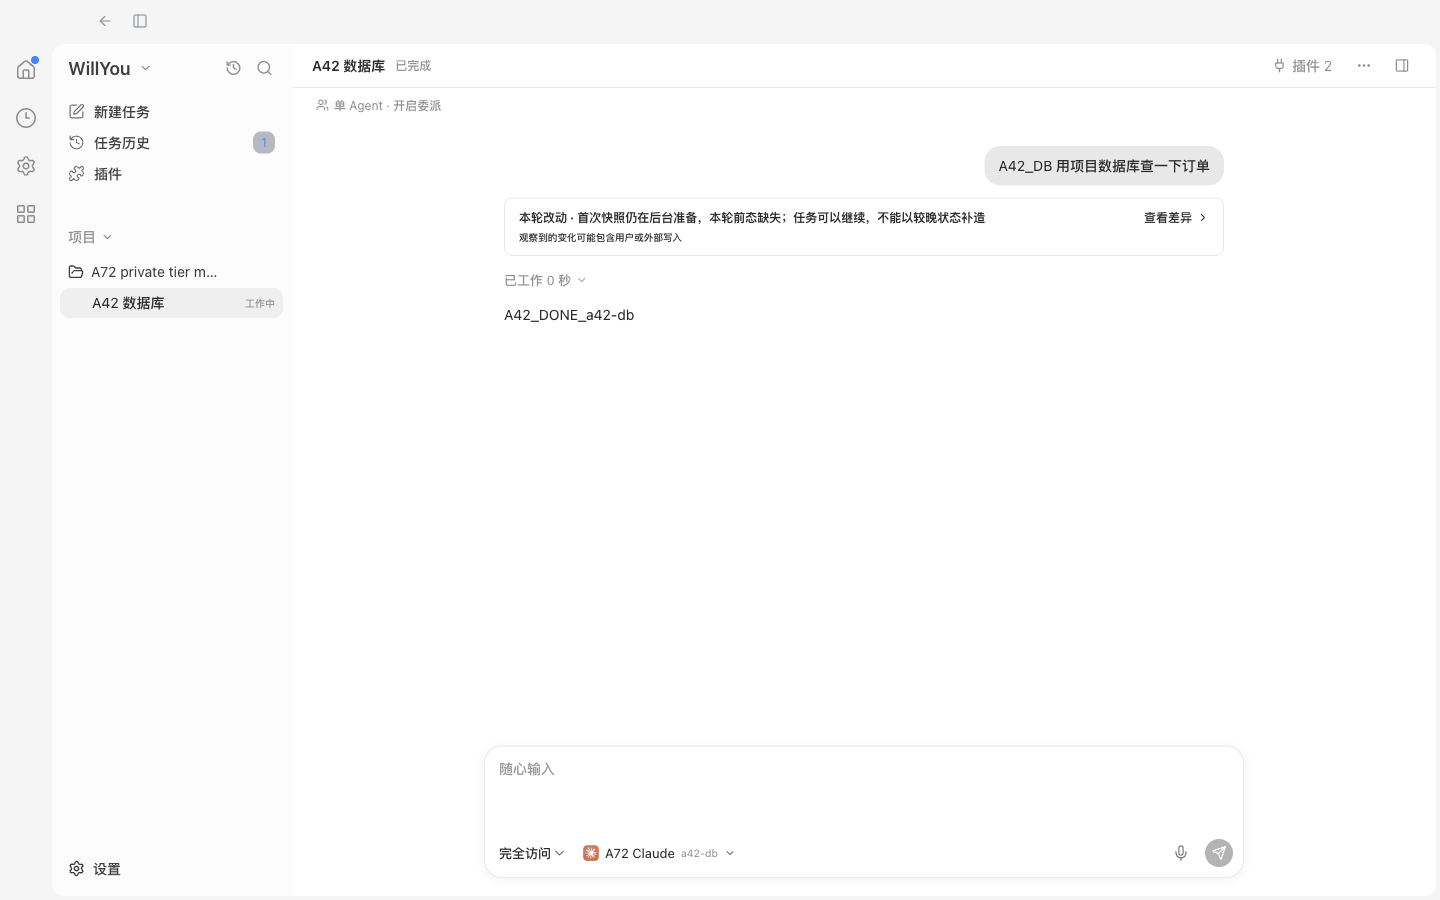 WillYou
新建任务
任务历史 1
插件
项目
A72 private tier m...
A42 数据库 工作中
设置
A42 数据库 已完成
插件 2
单 Agent · 开启委派
A42_DB 用项目数据库查一下订单
本轮改动 · 首次快照仍在后台准备，本轮前态缺失；任务可以继续，不能以较晚状态补造 查看差异
观察到的变化可能包含用户或外部写入
已工作 0 秒
A42_DONE_a42-db
随心输入
完全访问 A72 Claude a42-db